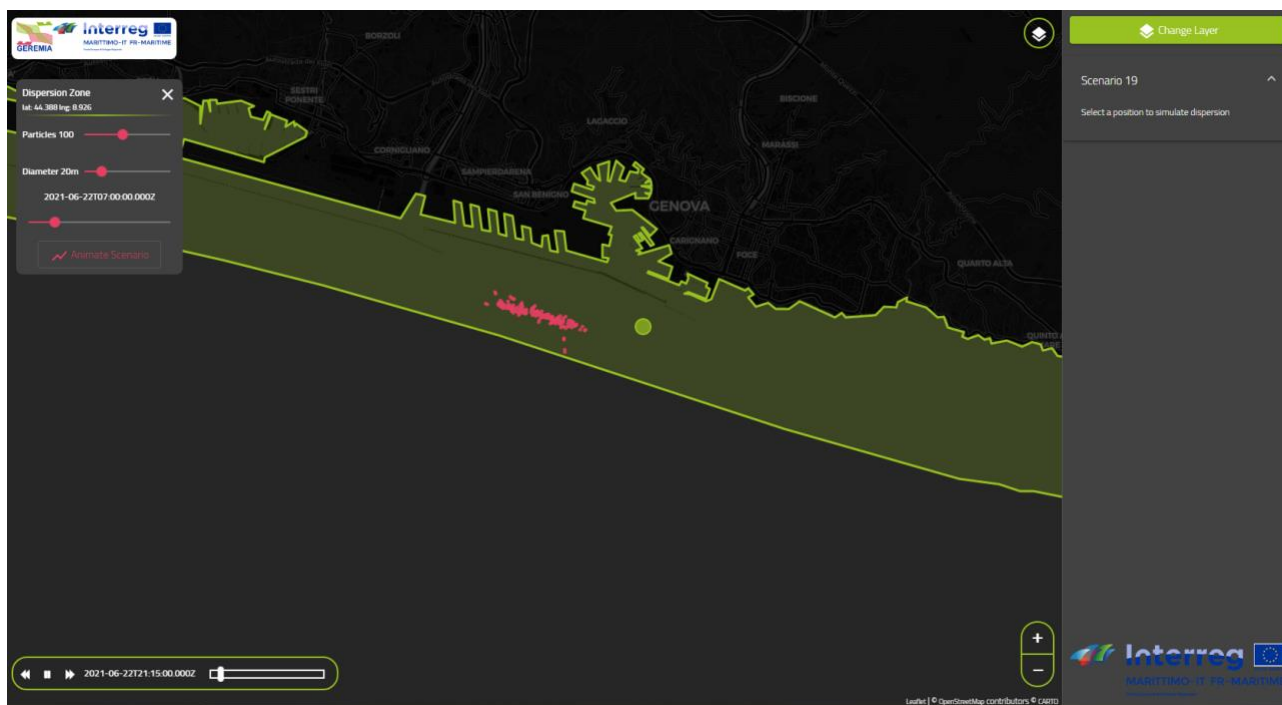 GEREMIA
Interreg
MARITTIMO-IT FR-MARITIME
Dispersion Zone
lat: 44.388 lng: 8.926
Particles 100
Diameter 20m
2021-06-22T07:00:00.000Z
Animate Scenario
BORZOLI
SESTRI
PONENTE
CORNIGLIANO
SAMPIERDARENA
SAN BENIGNO
LAGACCIO
BISCIONE
MARASSI
GENOVA
CARIGNANO
FOCE
QUARTO ALTA
QUINTO
2021-06-22T21:15:00.000Z
+
−
Leaflet | © OpenStreetMap contributors © CARTO
Change Layer
Scenario 19
Select a position to simulate dispersion
Interreg
MARITTIMO-IT FR-MARITIME